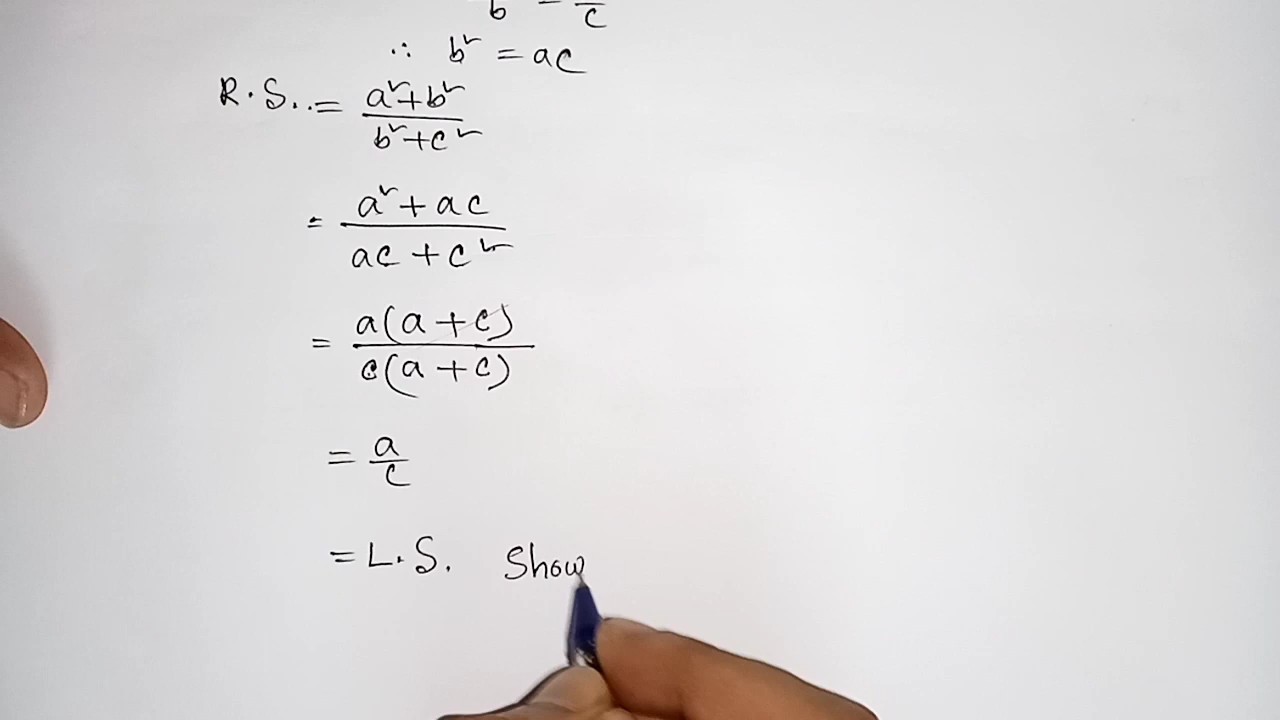 b = c
∴ b² = ac
R.S. = a²+b² / b²+c²
= a²+ac / ac+c²
= a(a+c) / c(a+c)
= a/c
= L.S. Show